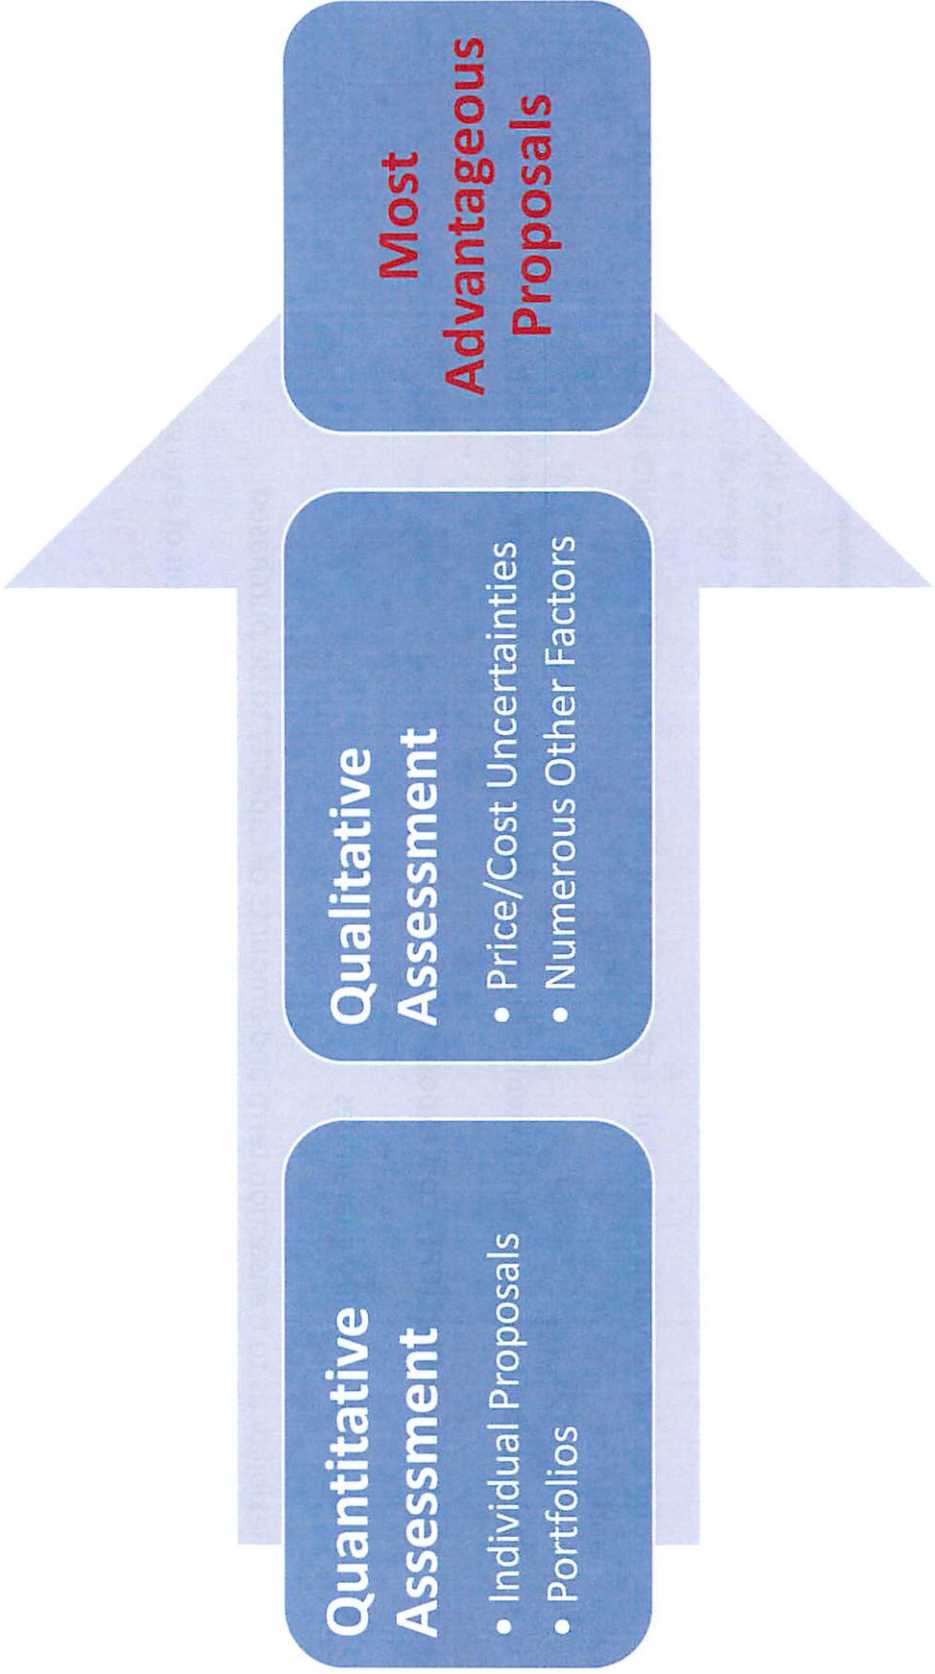 Quantitative
Assessment
• Individual Proposals
• Portfolios
Qualitative
Assessment
• Price/Cost Uncertainties
• Numerous Other Factors
Most
Advantageous
Proposals